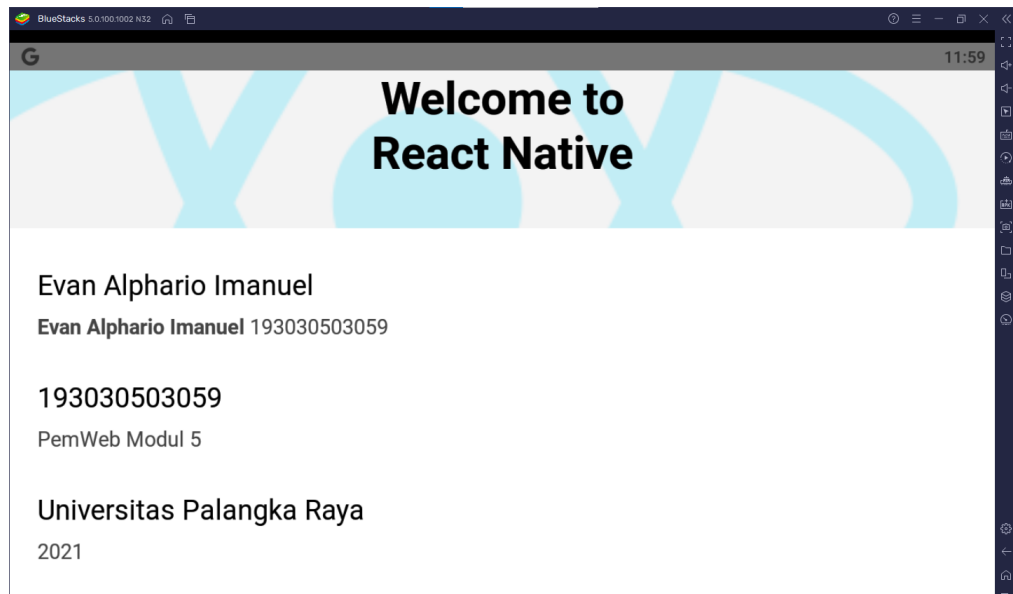 BlueStacks 5.0.100.1002 N32
G 11:59
Welcome to
React Native
Evan Alphario Imanuel
Evan Alphario Imanuel 193030503059
193030503059
PemWeb Modul 5
Universitas Palangka Raya
2021